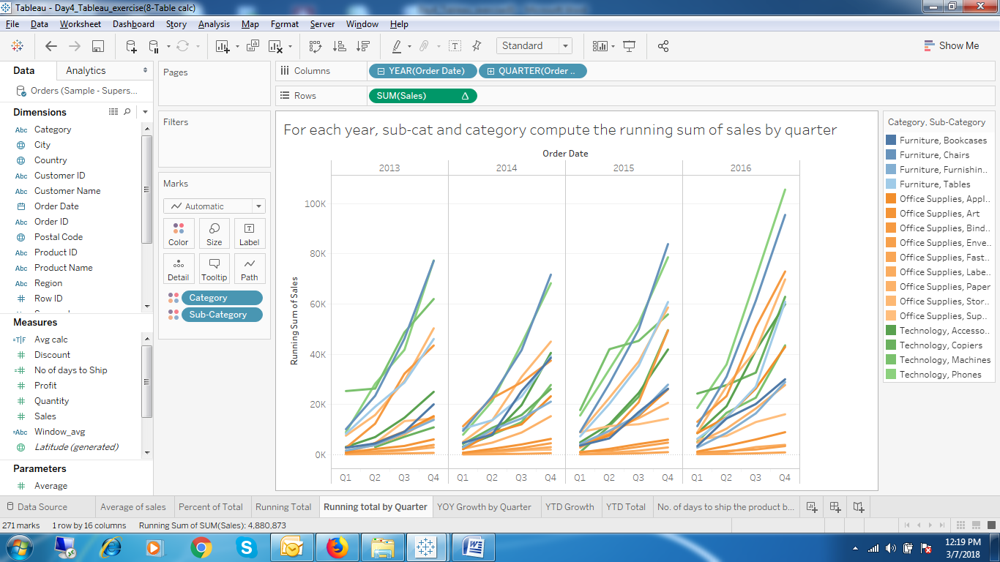 Tableau - Day4_Tableau_exercise(8-Table calc)
File Data Worksheet Dashboard Story Analysis Map Format Server Window Help
Standard
Show Me
Data Analytics
Orders (Sample - Supers...
Dimensions
Abc Category
City
Country
Abc Customer ID
Abc Customer Name
Order Date
Abc Order ID
Postal Code
Abc Product ID
Abc Product Name
Abc Region
# Row ID
Measures
=T|F Avg calc
# Discount
=# No of days to Ship
# Profit
# Quantity
# Sales
=Abc Window_avg
Latitude (generated)
Parameters
# Average
Pages
Filters
Marks
Automatic
Color Size Label
Detail Tooltip Path
Category
Sub-Category
Columns YEAR(Order Date) QUARTER(Order ..
Rows SUM(Sales) Δ
For each year, sub-cat and category compute the running sum of sales by quarter
Order Date
2013 2014 2015 2016
Running Sum of Sales
100K
80K
60K
40K
20K
0K
Q1 Q2 Q3 Q4 Q1 Q2 Q3 Q4 Q1 Q2 Q3 Q4 Q1 Q2 Q3 Q4
Category, Sub-Category
Furniture, Bookcases
Furniture, Chairs
Furniture, Furnishin..
Furniture, Tables
Office Supplies, Appl..
Office Supplies, Art
Office Supplies, Bind..
Office Supplies, Enve..
Office Supplies, Fast..
Office Supplies, Labe..
Office Supplies, Paper
Office Supplies, Stor..
Office Supplies, Sup..
Technology, Accesso..
Technology, Copiers
Technology, Machines
Technology, Phones
Data Source Average of sales Percent of Total Running Total Running total by Quarter YOY Growth by Quarter YTD Growth YTD Total No. of days to ship the product b...
271 marks 1 row by 16 columns Running Sum of SUM(Sales): 4,880,873
12:19 PM
3/7/2018